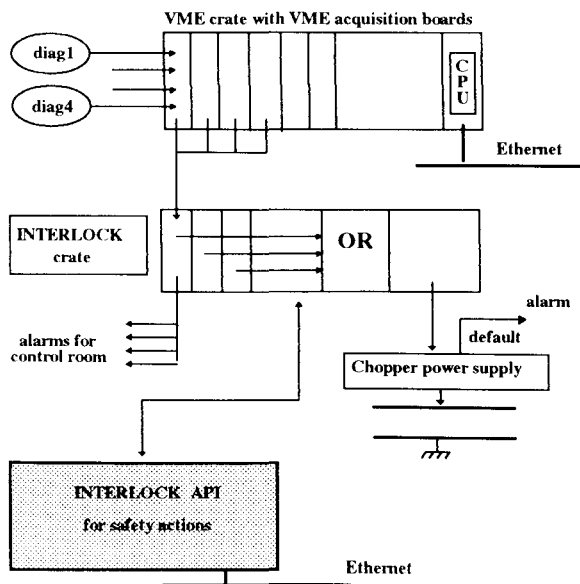 VME crate with VME acquisition boards
diag1
diag4
CPU
Ethernet
INTERLOCK
crate
OR
alarm
default
alarms for
control room
Chopper power supply
INTERLOCK API
for safety actions
Ethernet